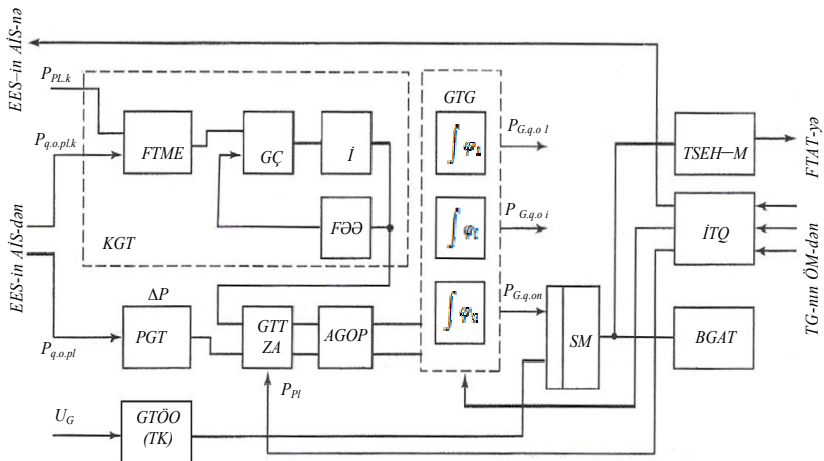 EES–in AİS-nə
P_PL.k
P_q.o.pl.k
FTME
GÇ
İ
FƏƏ
KGT
GTG
∫φ₁
∫φ
∫φ
P_G.q.o 1
P_G.q.o i
P_G.q.on
TSEH—M
FTAT-yə
İTQ
TG-nın ÖM-dən
EES-in AİS-dən
ΔP
PGT
P_q.o.pl
GTT
ZA
AGOP
P_Pl
SM
BGAT
U_G
GTÖO
(TK)